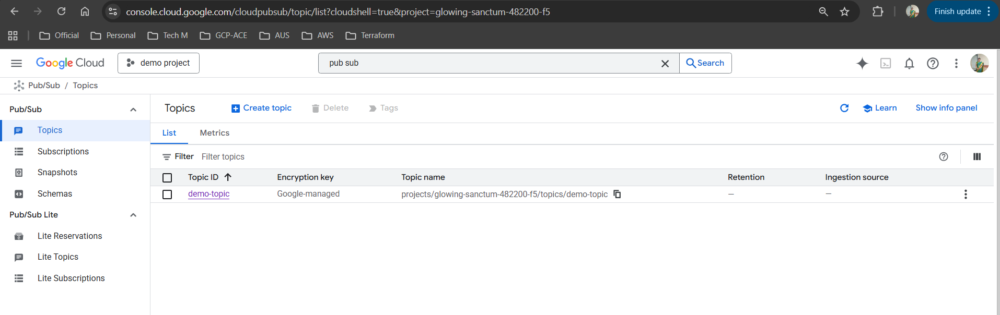 console.cloud.google.com/cloudpubsub/topic/list?cloudshell=true&project=glowing-sanctum-482200-f5
Finish update
Official Personal Tech M GCP-ACE AUS AWS Terraform
Google Cloud demo project pub sub Search
Pub/Sub / Topics
Pub/Sub
Topics
Subscriptions
Snapshots
Schemas
Pub/Sub Lite
Lite Reservations
Lite Topics
Lite Subscriptions
Topics Create topic Delete Tags Learn Show info panel
List Metrics
Filter Filter topics
Topic ID Encryption key Topic name Retention Ingestion source
demo-topic Google-managed projects/glowing-sanctum-482200-f5/topics/demo-topic — —